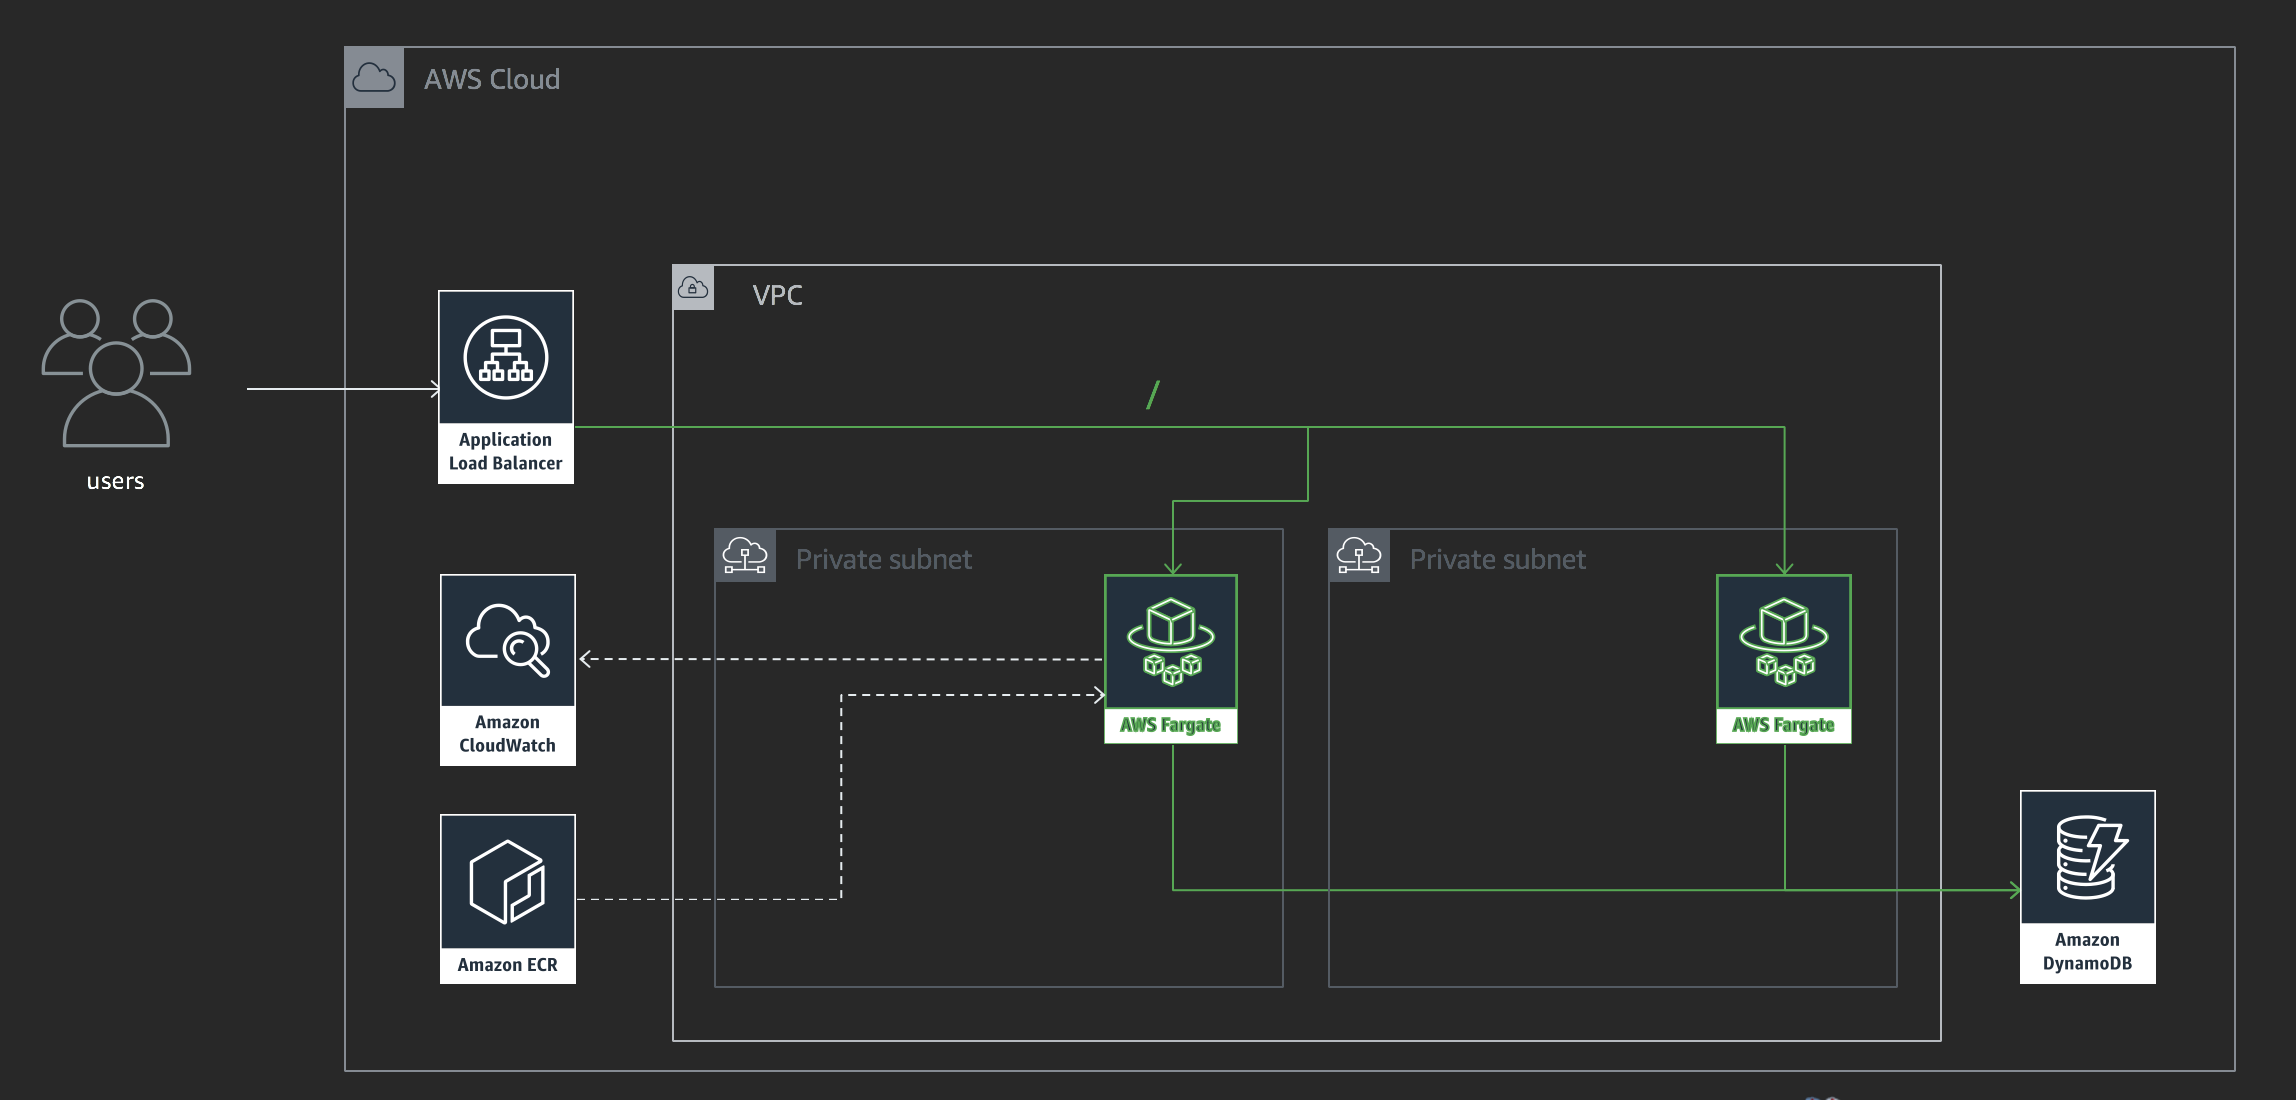 AWS Cloud
VPC
/
Application
Load Balancer
users
Private subnet
Private subnet
AWS Fargate
AWS Fargate
Amazon
CloudWatch
Amazon ECR
Amazon
DynamoDB